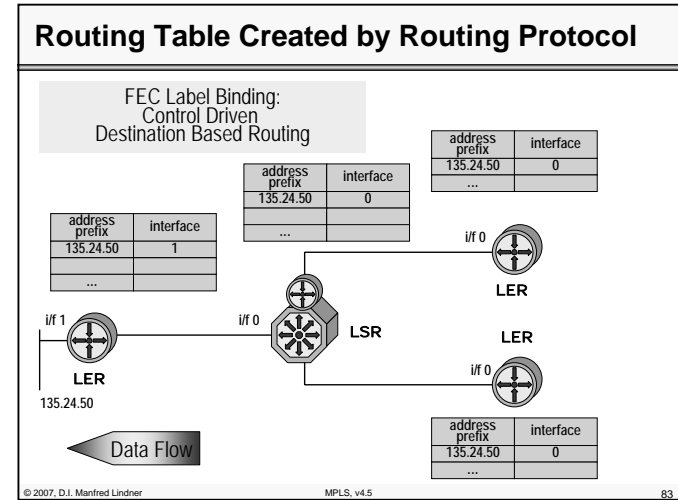 Routing Table Created by Routing Protocol
FEC Label Binding:
Control Driven
Destination Based Routing
address prefix interface
135.24.50 0
...
address prefix interface
135.24.50 0
...
address prefix interface
135.24.50 1
...
i/f 0
LER
i/f 1
i/f 0
LSR
LER
LER
i/f 0
135.24.50
address prefix interface
135.24.50 0
...
Data Flow
© 2007, D.I. Manfred Lindner
MPLS, v4.5
83